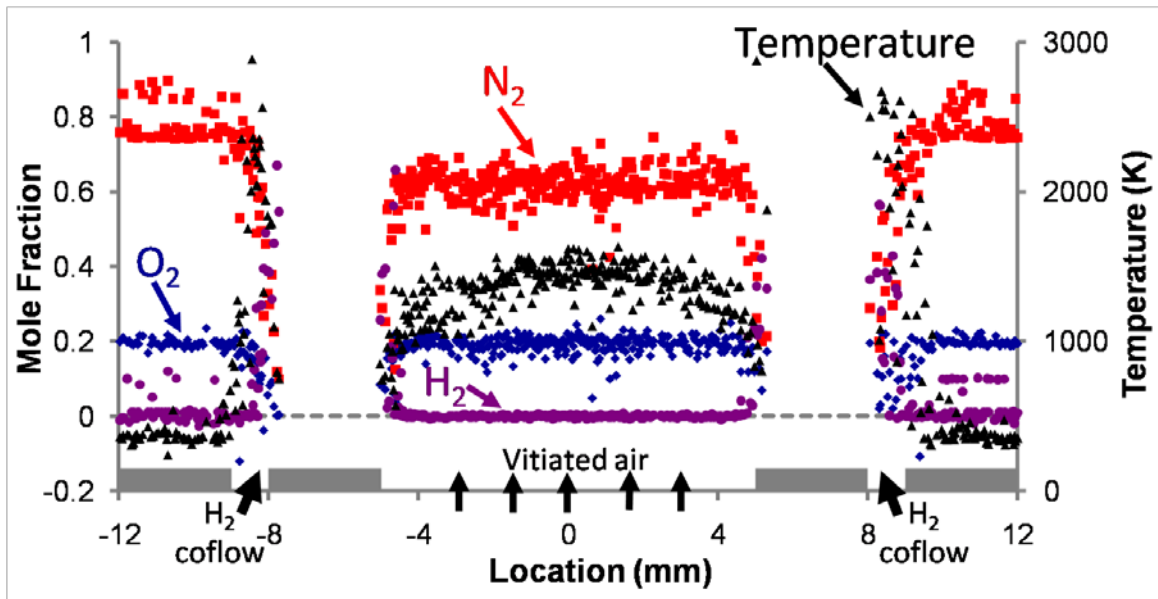 1
0.8
0.6
0.4
0.2
0
-0.2
Mole Fraction
3000
2000
1000
0
Temperature (K)
Temperature
N2
O2
H2
Vitiated air
H2
coflow
H2
coflow
-12
-8
-4
0
4
8
12
Location (mm)